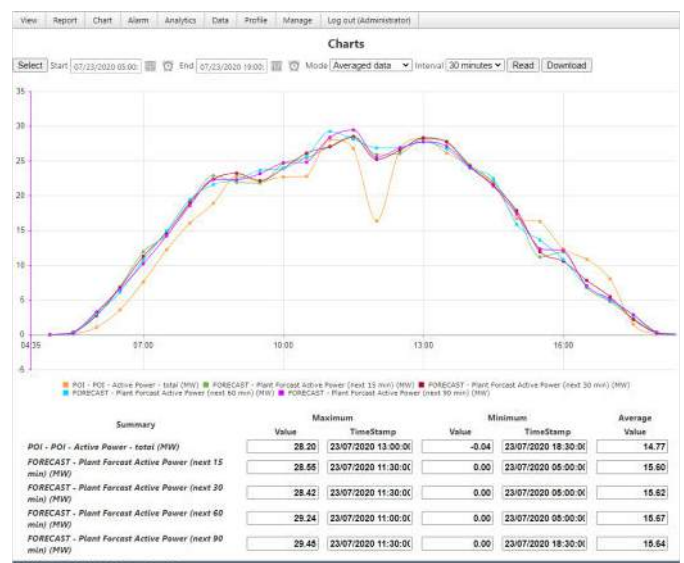 View Report Chart Alarm Analytics Data Profile Manage Log out (Administrator)
Charts
Select Start 07/23/2020 05:00: End 07/23/2020 19:00: Mode Averaged data Interval 30 minutes Read Download
35
30
25
20
15
10
5
0
04:35 07:00 10:00 13:00 16:00
-5
POI - POI - Active Power - total (MW) FORECAST - Plant Forcast Active Power (next 15 min) (MW) FORECAST - Plant Forcast Active Power (next 30 min) (MW)
FORECAST - Plant Forcast Active Power (next 60 min) (MW) FORECAST - Plant Forcast Active Power (next 90 min) (MW)
Summary Maximum Minimum Average
Value TimeStamp Value TimeStamp Value
POI - POI - Active Power - total (MW) 28.20 23/07/2020 13:00:0( -0.04 23/07/2020 18:30:0( 14.77
FORECAST - Plant Forcast Active Power (next 15
min) (MW) 28.55 23/07/2020 11:30:0( 0.00 23/07/2020 05:00:0( 15.60
FORECAST - Plant Forcast Active Power (next 30
min) (MW) 28.42 23/07/2020 11:30:0( 0.00 23/07/2020 05:00:0( 15.62
FORECAST - Plant Forcast Active Power (next 60
min) (MW) 29.24 23/07/2020 11:00:0( 0.00 23/07/2020 05:00:0( 15.67
FORECAST - Plant Forcast Active Power (next 90
min) (MW) 29.45 23/07/2020 11:30:0( 0.00 23/07/2020 18:30:0( 15.64